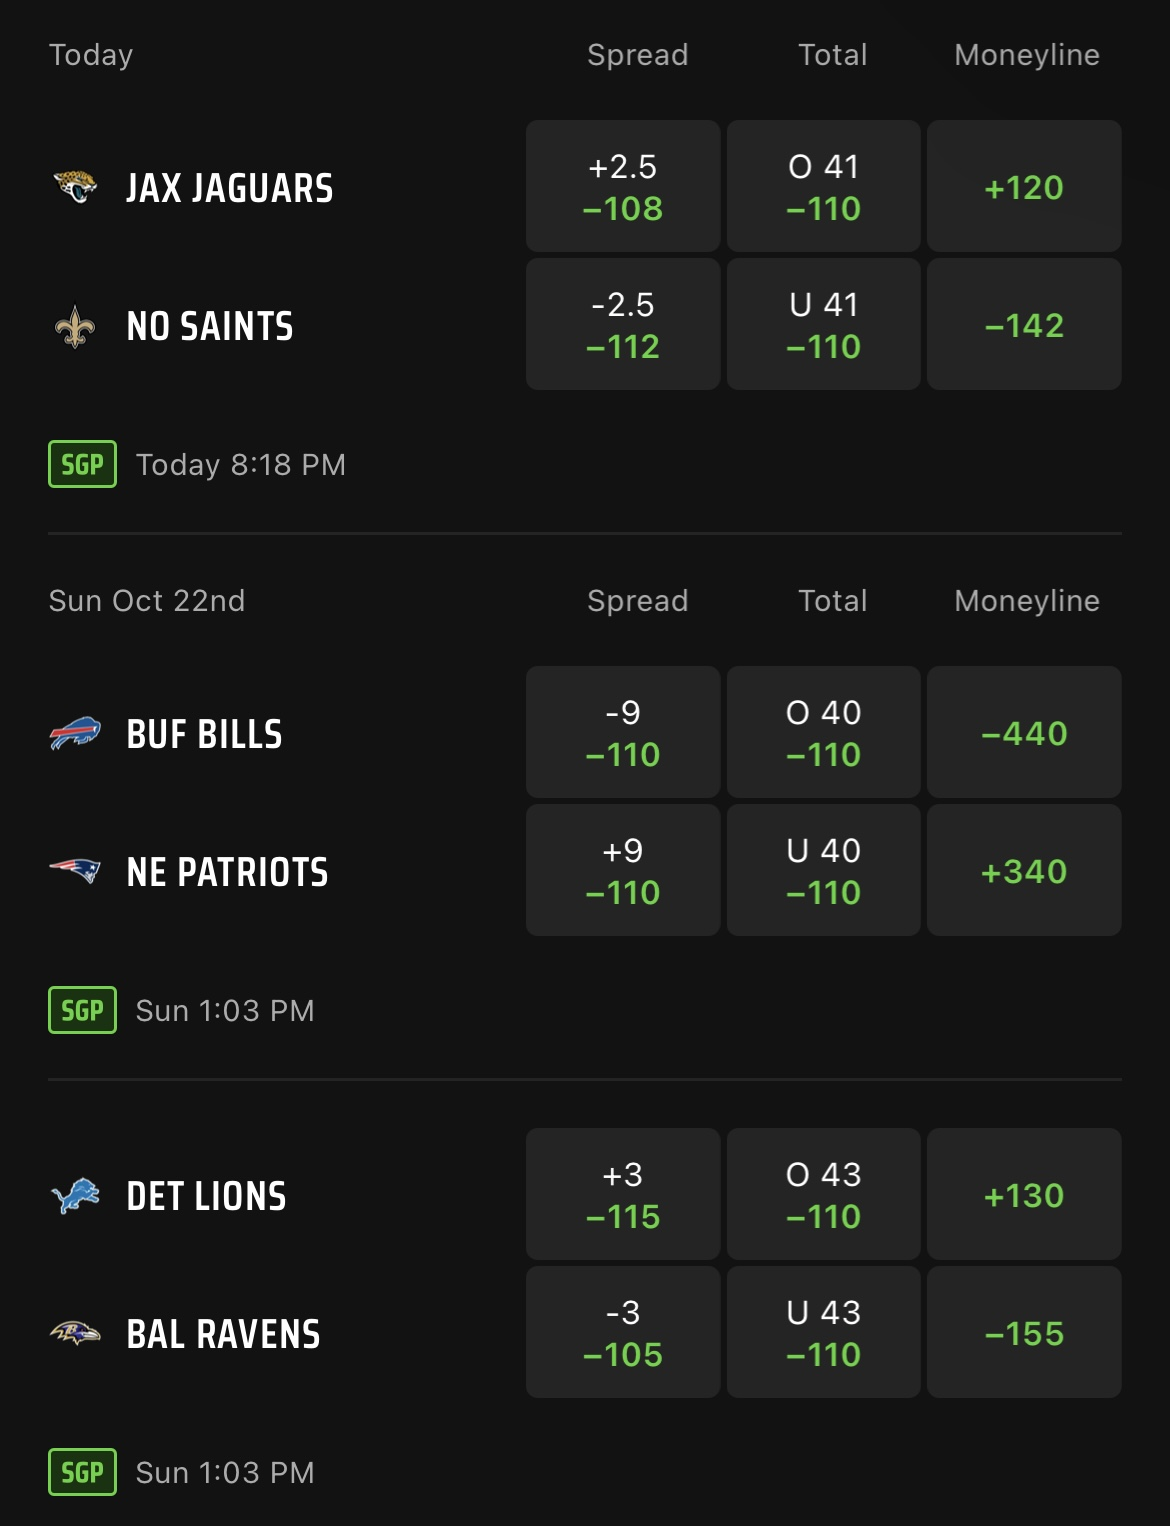 Today Spread Total Moneyline
JAX JAGUARS
+2.5
−108
O 41
−110
+120
NO SAINTS
-2.5
−112
U 41
−110
−142
SGP Today 8:18 PM
Sun Oct 22nd Spread Total Moneyline
BUF BILLS
-9
−110
O 40
−110
−440
NE PATRIOTS
+9
−110
U 40
−110
+340
SGP Sun 1:03 PM
DET LIONS
+3
−115
O 43
−110
+130
BAL RAVENS
-3
−105
U 43
−110
−155
SGP Sun 1:03 PM